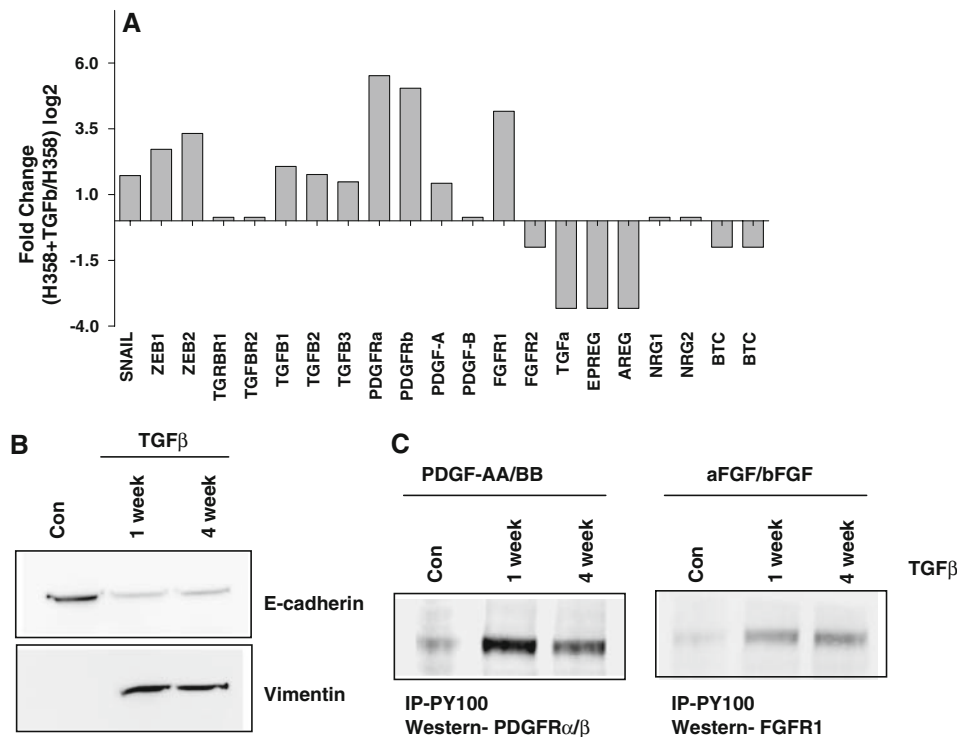 A
Fold Change
(H358+TGFb/H358) log2
6.0
3.5
1.0
-1.5
-4.0
SNAIL
ZEB1
ZEB2
TGRBR1
TGFBR2
TGFB1
TGFB2
TGFB3
PDGFRa
PDGFRb
PDGF-A
PDGF-B
FGFR1
FGFR2
TGFa
EPREG
AREG
NRG1
NRG2
BTC
BTC
B
TGFβ
Con
1 week
4 week
E-cadherin
Vimentin
C
PDGF-AA/BB
aFGF/bFGF
Con
1 week
4 week
Con
1 week
4 week
TGFβ
IP-PY100
Western- PDGFRα/β
IP-PY100
Western- FGFR1